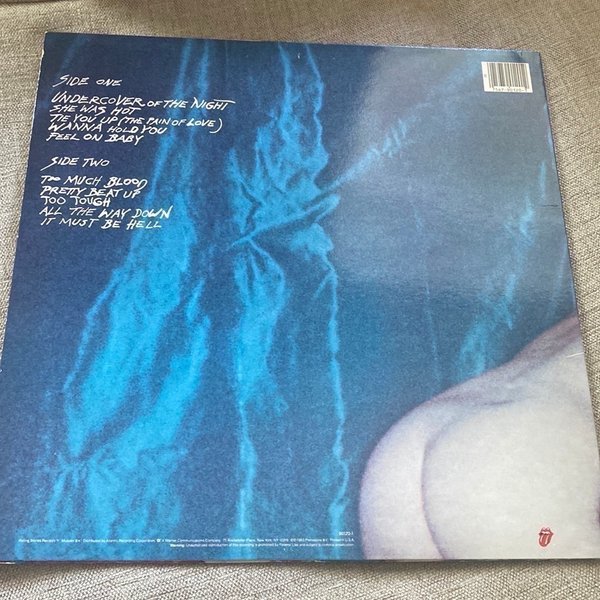 SIDE ONE
UNDERCOVER OF THE NIGHT
SHE WAS HOT
TIE YOU UP (THE PAIN OF LOVE)
WANNA HOLD YOU
FEEL ON BABY
SIDE TWO
TOO MUCH BLOOD
PRETTY BEAT UP
TOO TOUGH
ALL THE WAY DOWN
IT MUST BE HELL
90120-1